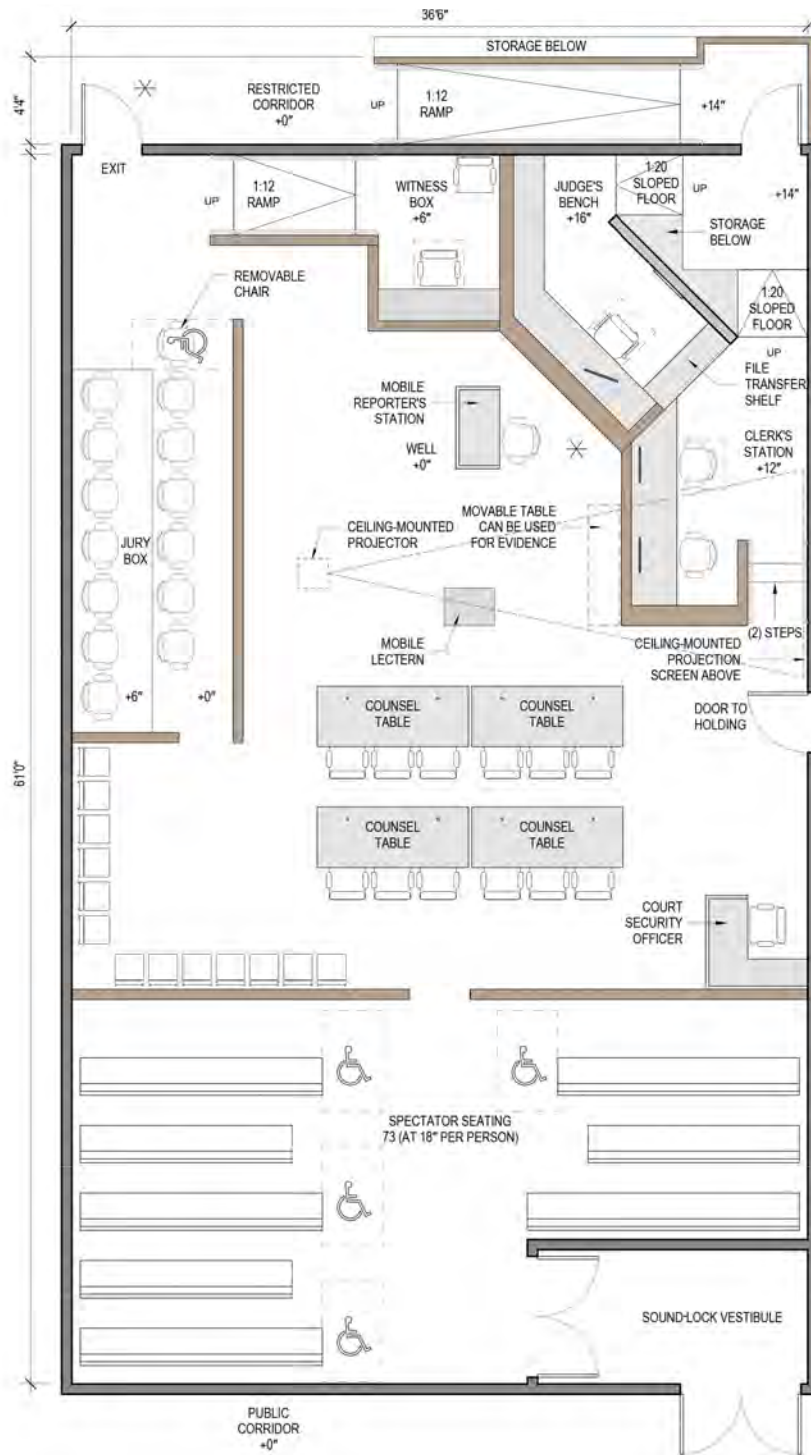 36'6"
STORAGE BELOW
4'4"
RESTRICTED
CORRIDOR
+0"
UP
1:12
RAMP
+14"
EXIT
UP
1:12
RAMP
WITNESS
BOX
+6"
JUDGE'S
BENCH
+16"
1:20
SLOPED
FLOOR
UP
+14"
STORAGE
BELOW
1:20
SLOPED
FLOOR
UP
REMOVABLE
CHAIR
FILE
TRANSFER
SHELF
MOBILE
REPORTER'S
STATION
WELL
+0"
CLERK'S
STATION
+12"
CEILING-MOUNTED
PROJECTOR
MOVABLE TABLE
CAN BE USED
FOR EVIDENCE
JURY
BOX
MOBILE
LECTERN
(2) STEPS
CEILING-MOUNTED
PROJECTION
SCREEN ABOVE
+6"
+0"
COUNSEL
TABLE
COUNSEL
TABLE
DOOR TO
HOLDING
61'0"
COUNSEL
TABLE
COUNSEL
TABLE
COURT
SECURITY
OFFICER
SPECTATOR SEATING
73 (AT 18" PER PERSON)
SOUND-LOCK VESTIBULE
PUBLIC
CORRIDOR
+0"